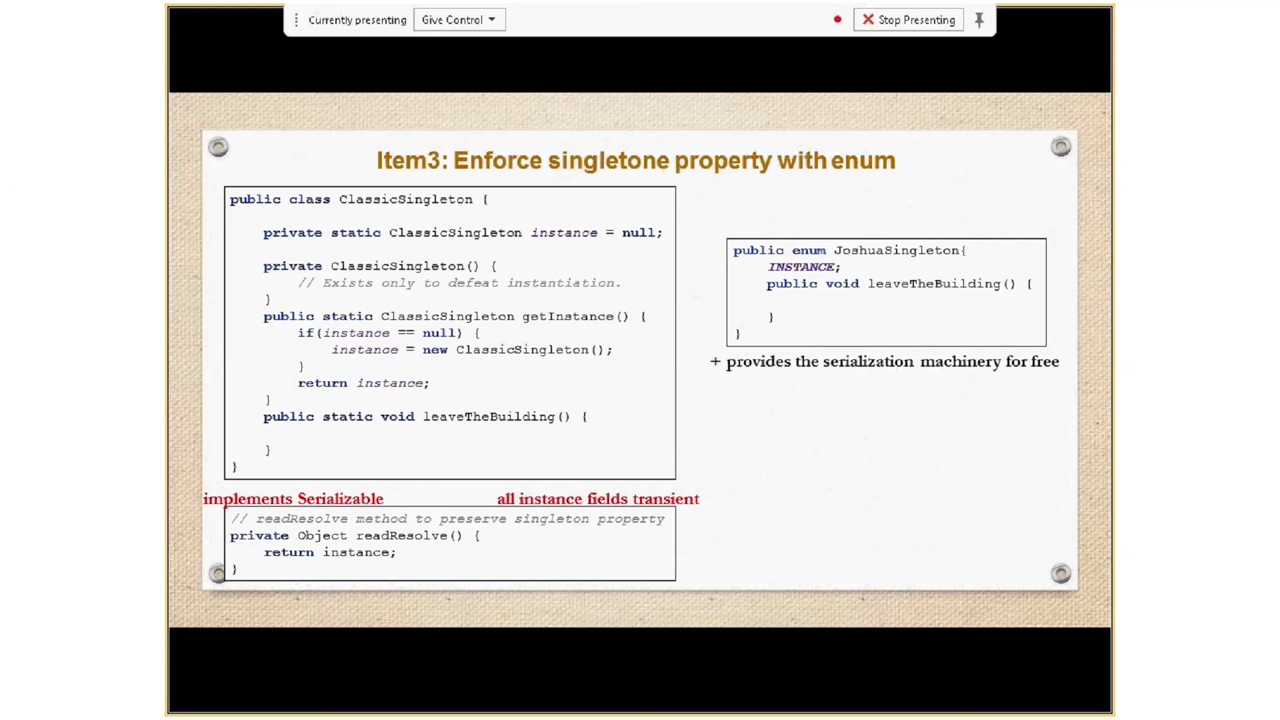 Currently presenting Give Control Stop Presenting
Item3: Enforce singletone property with enum
public class ClassicSingleton {
private static ClassicSingleton instance = null;
private ClassicSingleton() {
// Exists only to defeat instantiation.
}
public static ClassicSingleton getInstance() {
if(instance == null) {
instance = new ClassicSingleton();
}
return instance;
}
public static void leaveTheBuilding() {
}
}
implements Serializable all instance fields transient
// readResolve method to preserve singleton property
private Object readResolve() {
return instance;
}
public enum JoshuaSingleton{
INSTANCE;
public void leaveTheBuilding() {
}
}
+ provides the serialization machinery for free